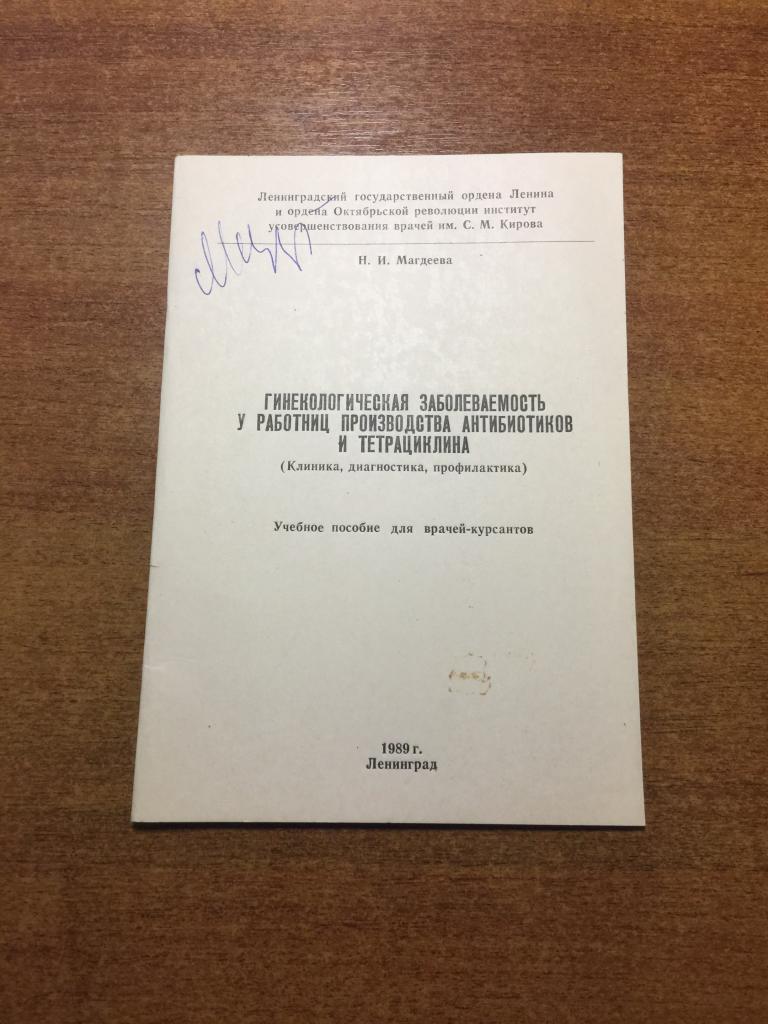 Ленинградский государственный ордена Ленина
и ордена Октябрьской революции институт
усовершенствования врачей им. С. М. Кирова
Н. И. Магдеева
ГИНЕКОЛОГИЧЕСКАЯ ЗАБОЛЕВАЕМОСТЬ
У РАБОТНИЦ ПРОИЗВОДСТВА АНТИБИОТИКОВ
И ТЕТРАЦИКЛИНА
(Клиника, диагностика, профилактика)
Учебное пособие для врачей-курсантов
1989 г.
Ленинград